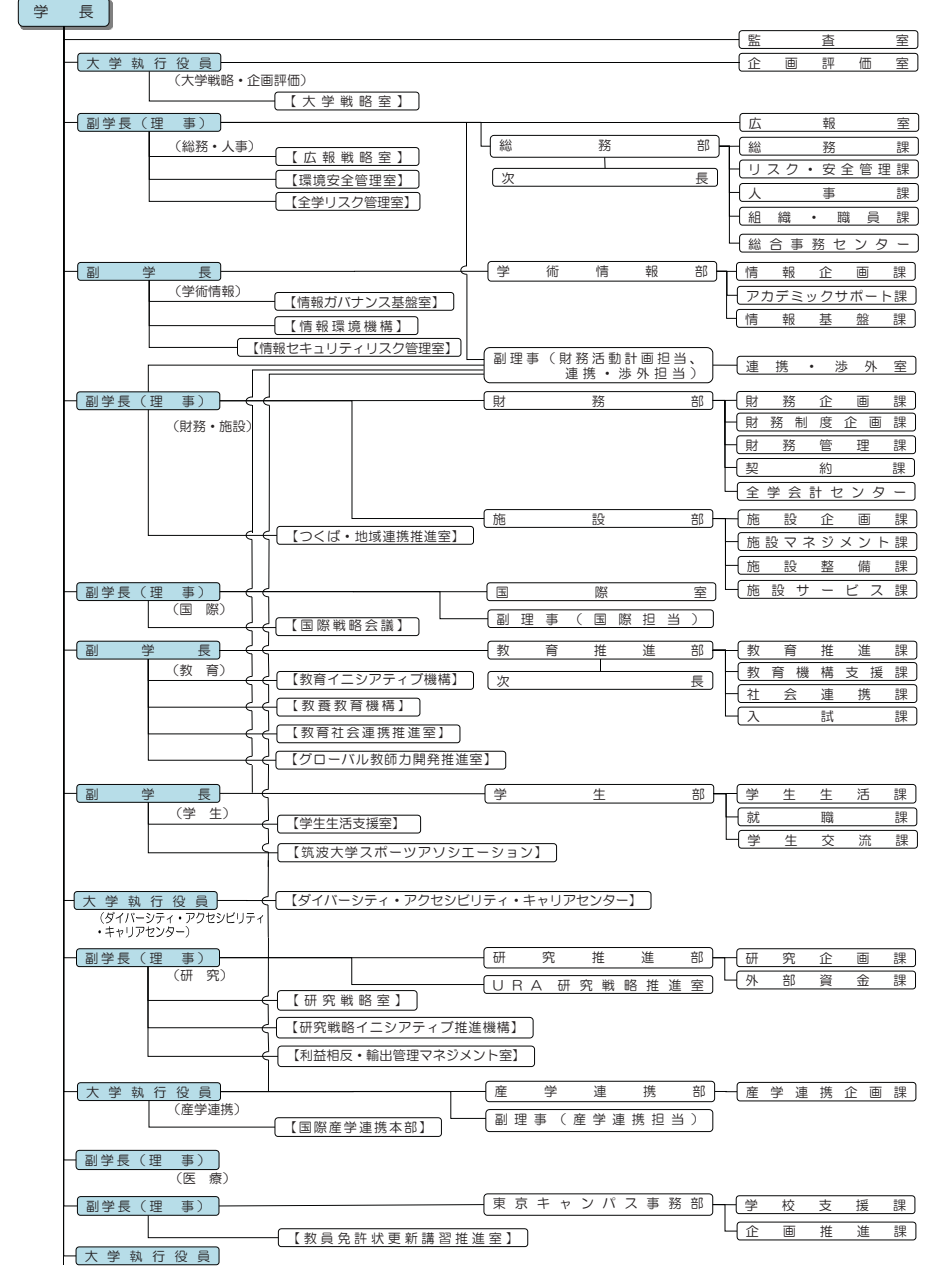 学長
監査室
大学執行役員
企画評価室
（大学戦略・企画評価）
【大学戦略室】
副学長（理事）
広報室
（総務・人事）
総務部
総務課
【広報戦略室】
リスク・安全管理課
【環境安全管理室】
次長
人事課
【全学リスク管理室】
組織・職員課
総合事務センター
副学長
学術情報部
情報企画課
（学術情報）
【情報ガバナンス基盤室】
アカデミックサポート課
【情報環境機構】
情報基盤課
【情報セキュリティリスク管理室】
副理事（財務活動計画担当、
連携・渉外担当）
連携・渉外室
副学長（理事）
財務部
財務企画課
（財務・施設）
財務制度企画課
財務管理課
契約課
全学会計センター
施設部
施設企画課
【つくば・地域連携推進室】
施設マネジメント課
施設整備課
副学長（理事）
国際室
施設サービス課
（国際）
副理事（国際担当）
【国際戦略会議】
副学長
教育推進部
教育推進課
（教育）
教育機構支援課
【教育イニシアティブ機構】
次長
社会連携課
【教養教育機構】
入試課
【教育社会連携推進室】
【グローバル教師力開発推進室】
副学長
学生部
学生生活課
（学生）
就職課
【学生生活支援室】
学生交流課
【筑波大学スポーツアソシエーション】
大学執行役員
【ダイバーシティ・アクセシビリティ・キャリアセンター】
（ダイバーシティ・アクセシビリティ
・キャリアセンター）
副学長（理事）
研究推進部
研究企画課
（研究）
URA研究戦略推進室
外部資金課
【研究戦略室】
【研究戦略イニシアティブ推進機構】
【利益相反・輸出管理マネジメント室】
大学執行役員
産学連携部
産学連携企画課
（産学連携）
副理事（産学連携担当）
【国際産学連携本部】
副学長（理事）
（医療）
副学長（理事）
東京キャンパス事務部
学校支援課
企画推進課
【教員免許状更新講習推進室】
大学執行役員